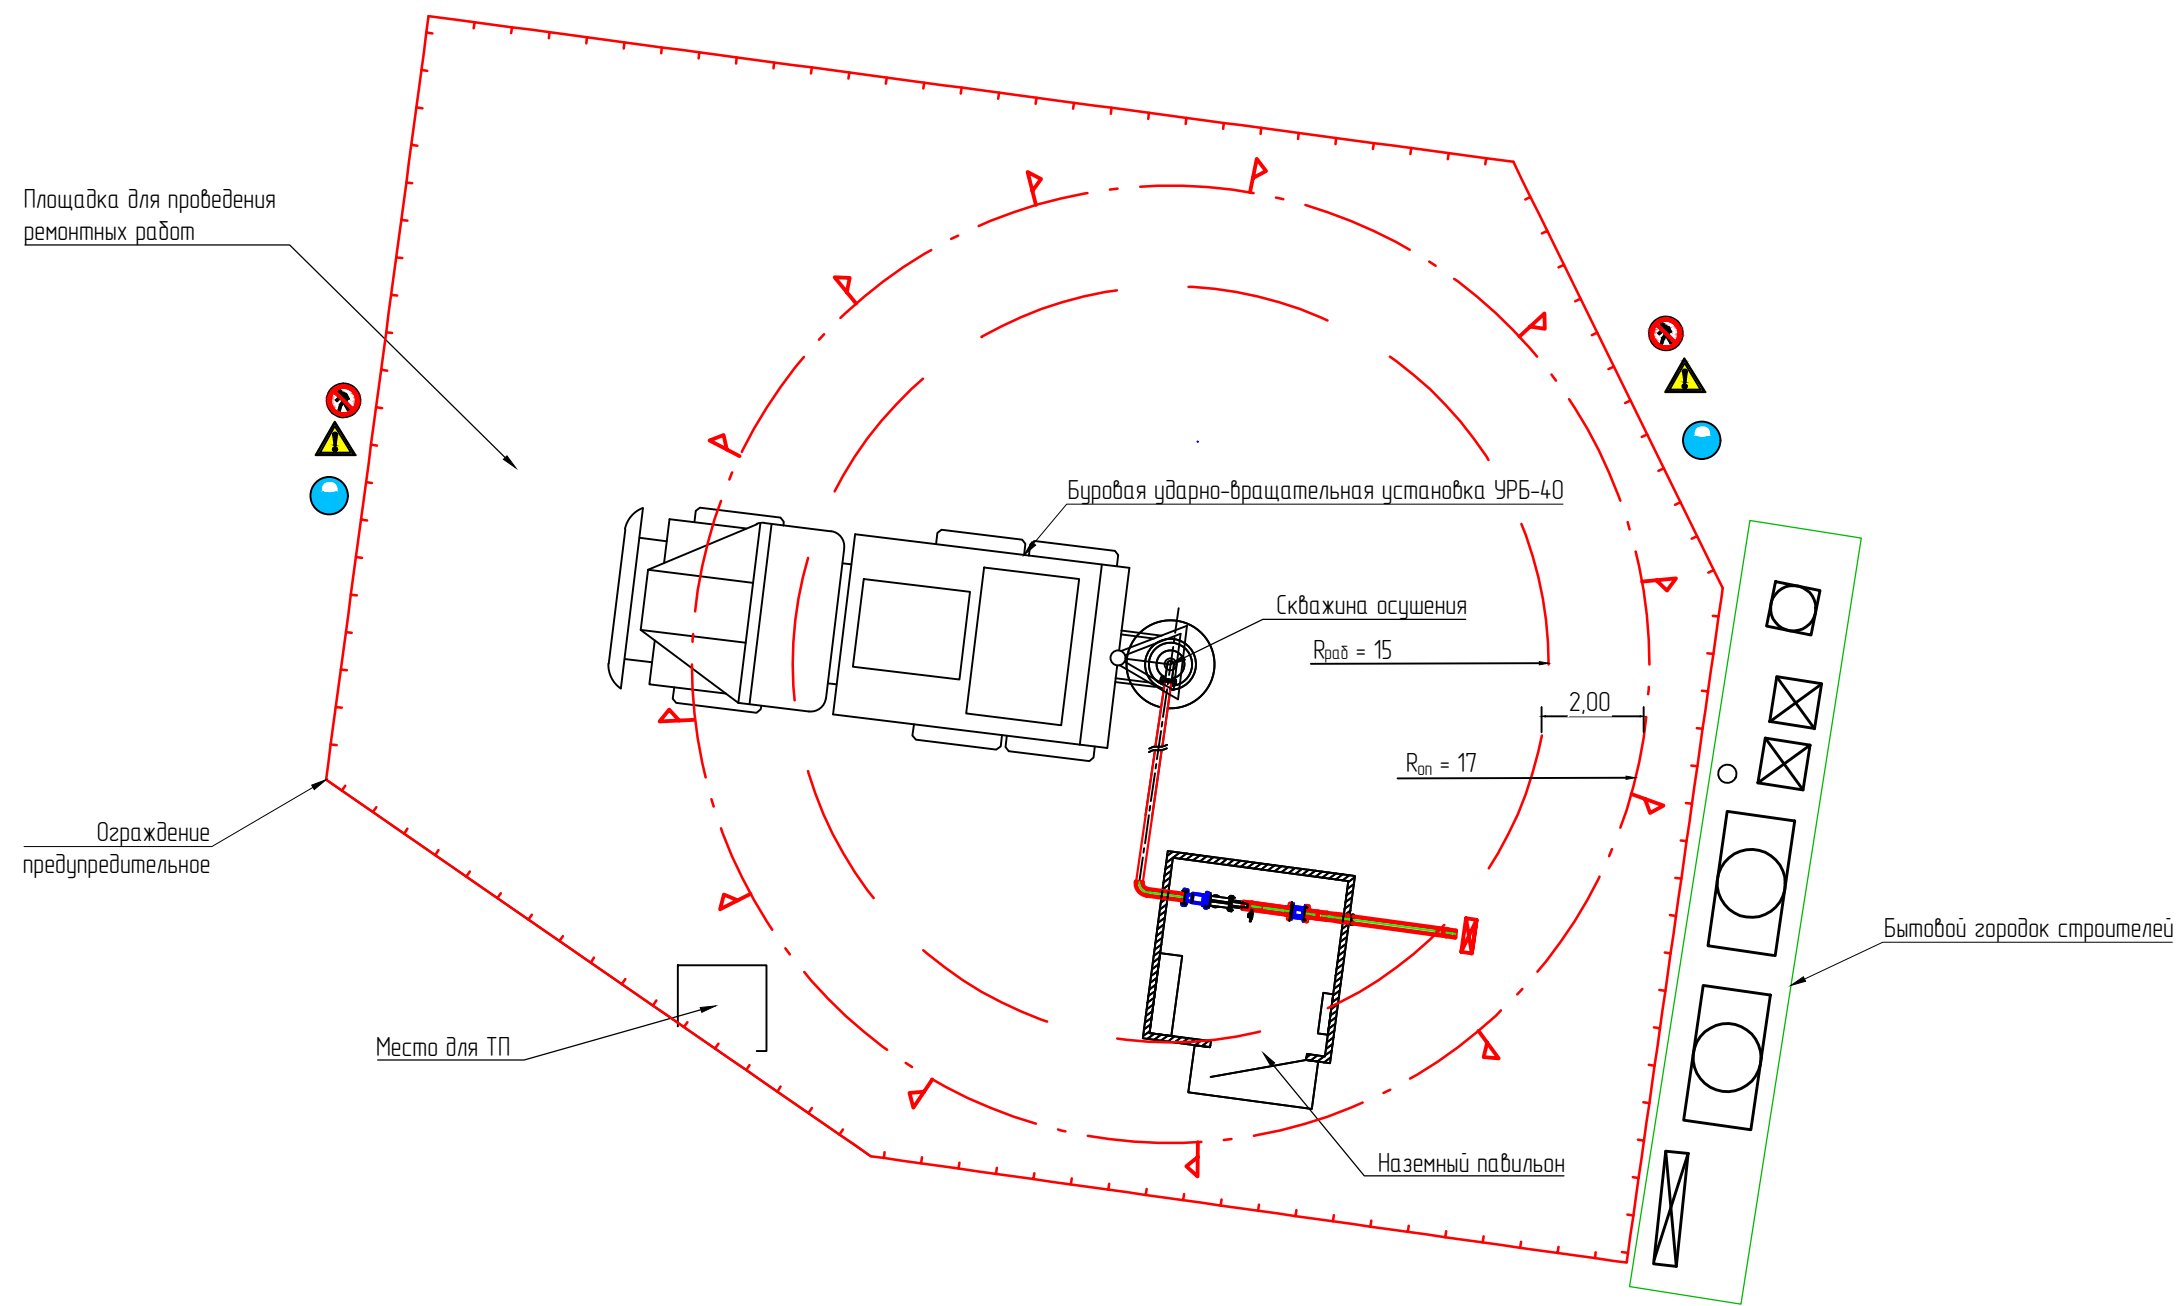 Площадка для проведения
ремонтных работ
Буровая ударно-вращательная установка УРБ-40
Скважина осушения
Rраб = 15
2,00
Rоп = 17
Ограждение
предупредительное
Бытовой городок строителей
Место для ТП
Наземный павильон